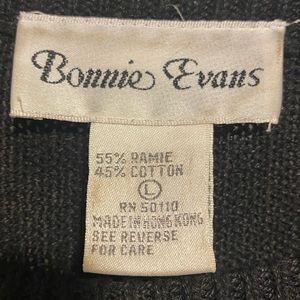 Bonnie Evans
55% RAMIE
45% COTTON
L
RN 50110
MADE IN HONG KONG
SEE REVERSE
FOR CARE